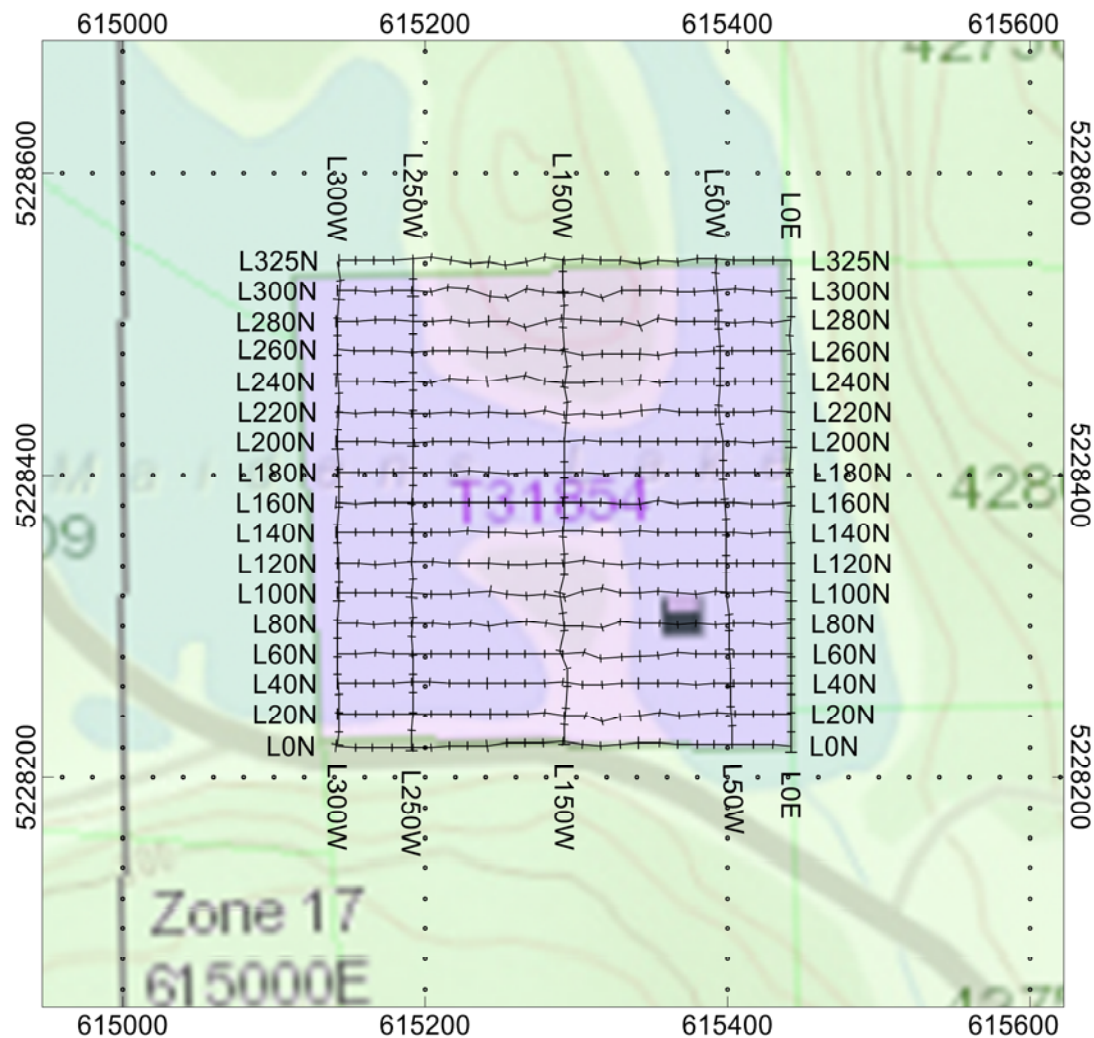 615000 615200 615400 615600
5228600 5228600
L300W L250W L150W L50W L0E
L325N L325N
L300N L300N
L280N L280N
L260N L260N
L240N L240N
L220N L220N
L200N L200N
5228400 L180N L180N 5228400
T31854 428
L160N L160N
L140N L140N
09
L120N L120N
L100N L100N
L80N L80N
L60N L60N
L40N L40N
L20N L20N
L0N L0N
5228200 5228200
L300W L250W L150W L50W L0E
Zone 17
615000E
615000 615200 615400 615600